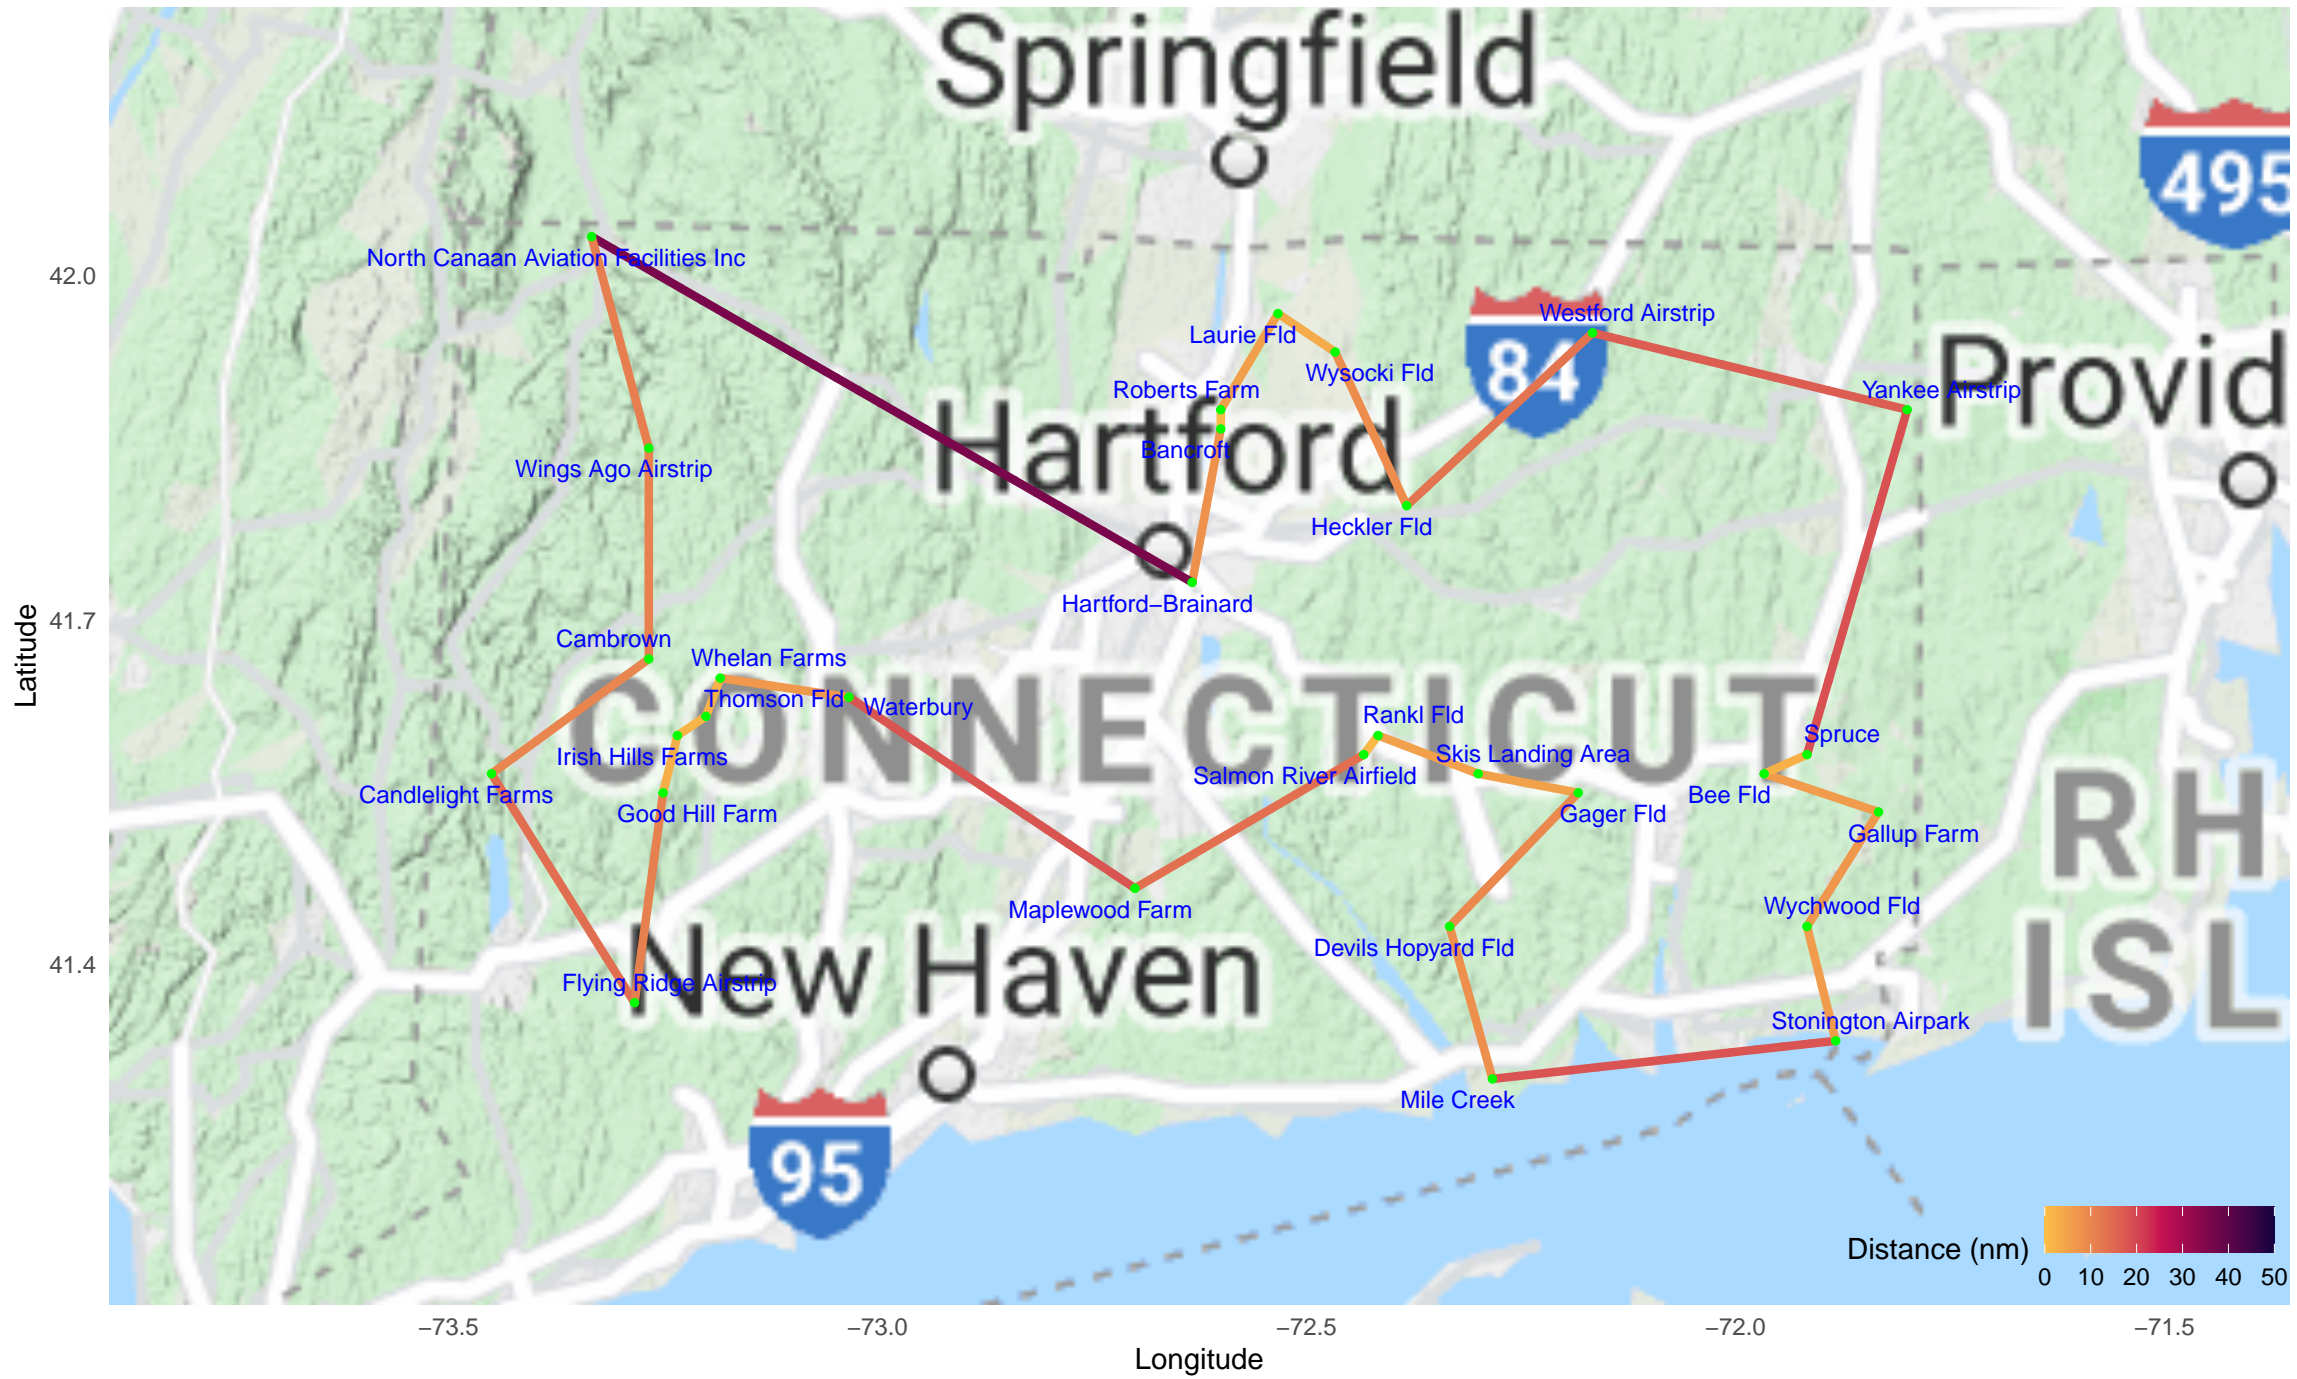 Springfield
495
North Canaan Aviation Facilities Inc
42.0
Westford Airstrip
Laurie Fld
84
Wysocki Fld
Provid
Roberts Farm
Yankee Airstrip
Hartford
Bancroft
Wings Ago Airstrip
Heckler Fld
Hartford−Brainard
41.7
Cambrown
Whelan Farms
Thomson Fld
Waterbury
CONNECTICUT
Rankl Fld
Spruce
Irish Hills Farms
Skis Landing Area
Salmon River Airfield
Candlelight Farms
Bee Fld
Good Hill Farm
Gager Fld
Gallup Farm
RH
ISL
Maplewood Farm
Wychwood Fld
Devils Hopyard Fld
41.4
New Haven
Flying Ridge Airstrip
Stonington Airpark
Mile Creek
95
Latitude
Distance (nm)
0 10 20 30 40 50
−73.5 −73.0 −72.5 −72.0 −71.5
Longitude